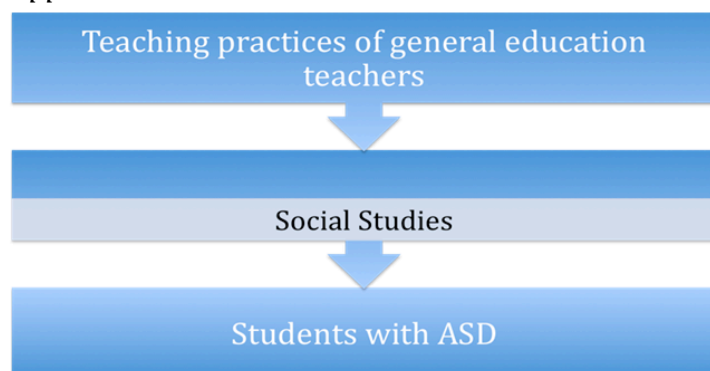 Teaching practices of general education
teachers
Social Studies
Students with ASD